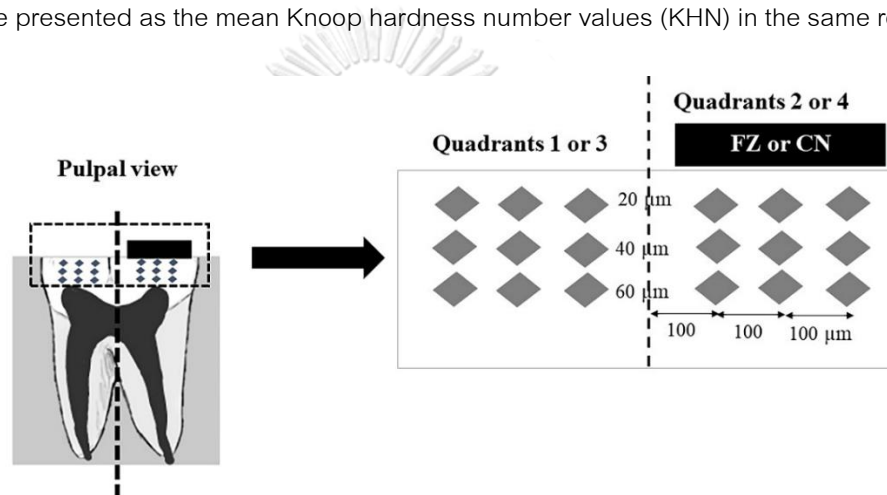 e presented as the mean Knoop hardness number values (KHN) in the same r
Quadrants 2 or 4
Quadrants 1 or 3
FZ or CN
Pulpal view
20 µm
40 µm
60 µm
100 100 100 µm